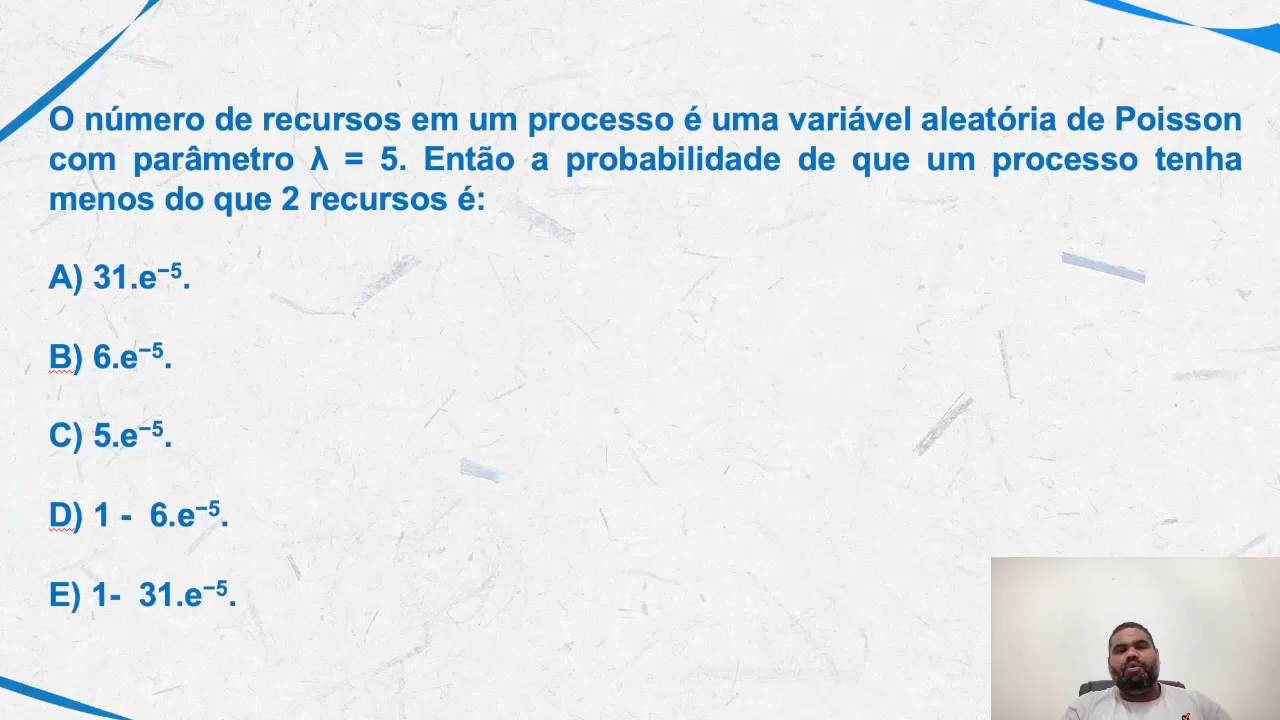 O número de recursos em um processo é uma variável aleatória de Poisson
com parâmetro λ = 5. Então a probabilidade de que um processo tenha
menos do que 2 recursos é:
A) 31.e⁻⁵.
B) 6.e⁻⁵.
C) 5.e⁻⁵.
D) 1 - 6.e⁻⁵.
E) 1- 31.e⁻⁵.